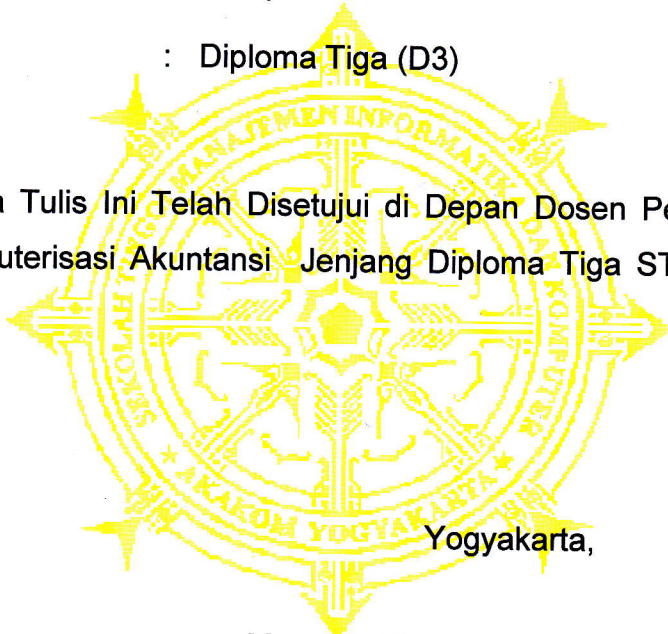 : Diploma Tiga (D3)
a Tulis Ini Telah Disetujui di Depan Dosen Pe
uterisasi Akuntansi Jenjang Diploma Tiga ST
SEKOLAH TINGGI MANAJEMEN INFORMATIKA DAN KOMPUTER
★ AKAKOM YOGYAKARTA ★
Yogyakarta,